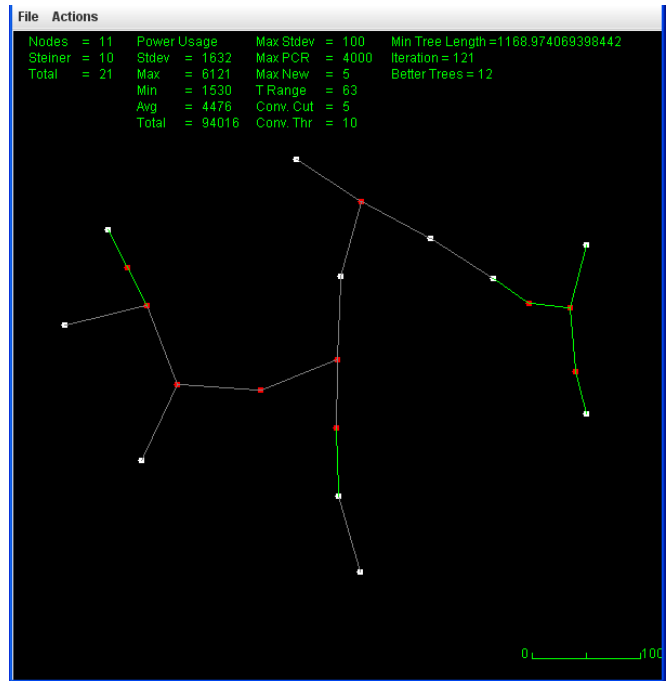 File Actions
Nodes = 11 Power Usage Max Stdev = 100 Min Tree Length =1168.974069398442
Steiner = 10 Stdev = 1632 Max PCR = 4000 Iteration = 121
Total = 21 Max = 6121 Max New = 5 Better Trees = 12
Min = 1530 T Range = 63
Avg = 4476 Conv. Cut = 5
Total = 94016 Conv. Thr = 10
0 100